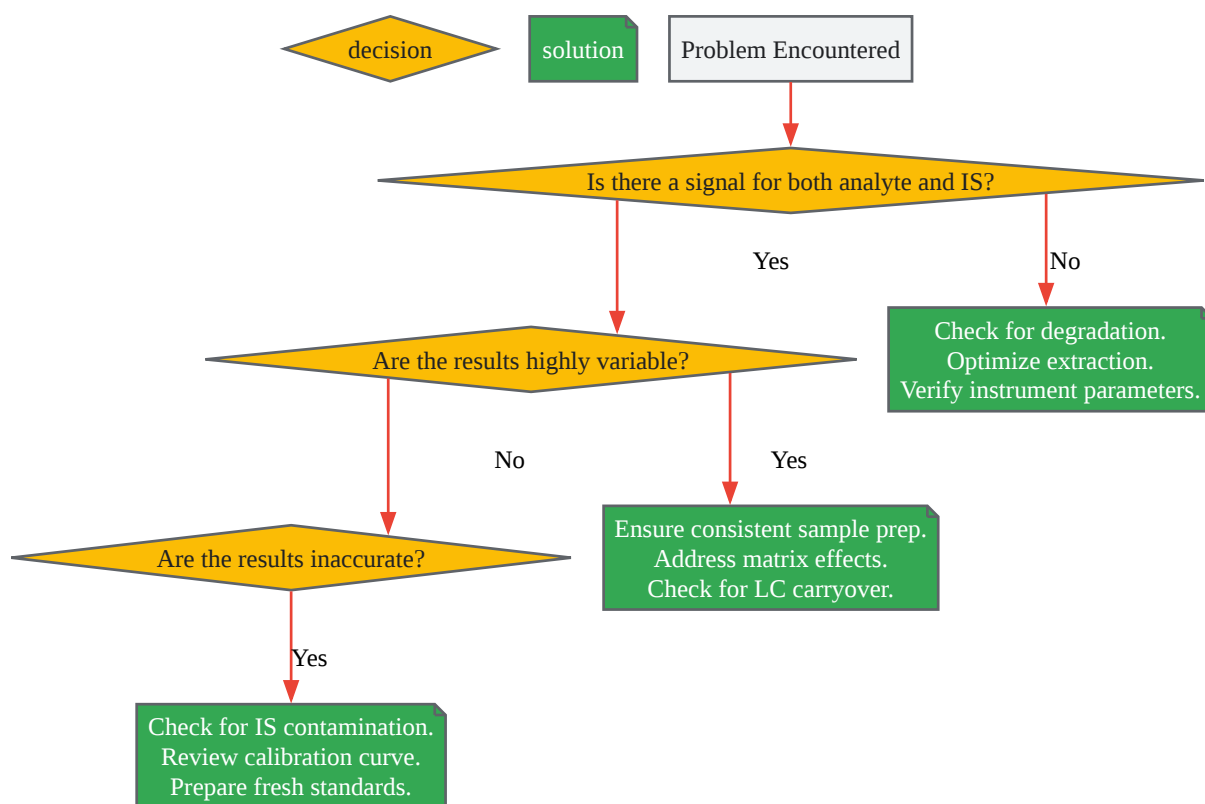 decision
solution
Problem Encountered
Is there a signal for both analyte and IS?
Yes
No
Check for degradation.
Optimize extraction.
Verify instrument parameters.
Are the results highly variable?
No
Yes
Ensure consistent sample prep.
Address matrix effects.
Check for LC carryover.
Are the results inaccurate?
Yes
Check for IS contamination.
Review calibration curve.
Prepare fresh standards.